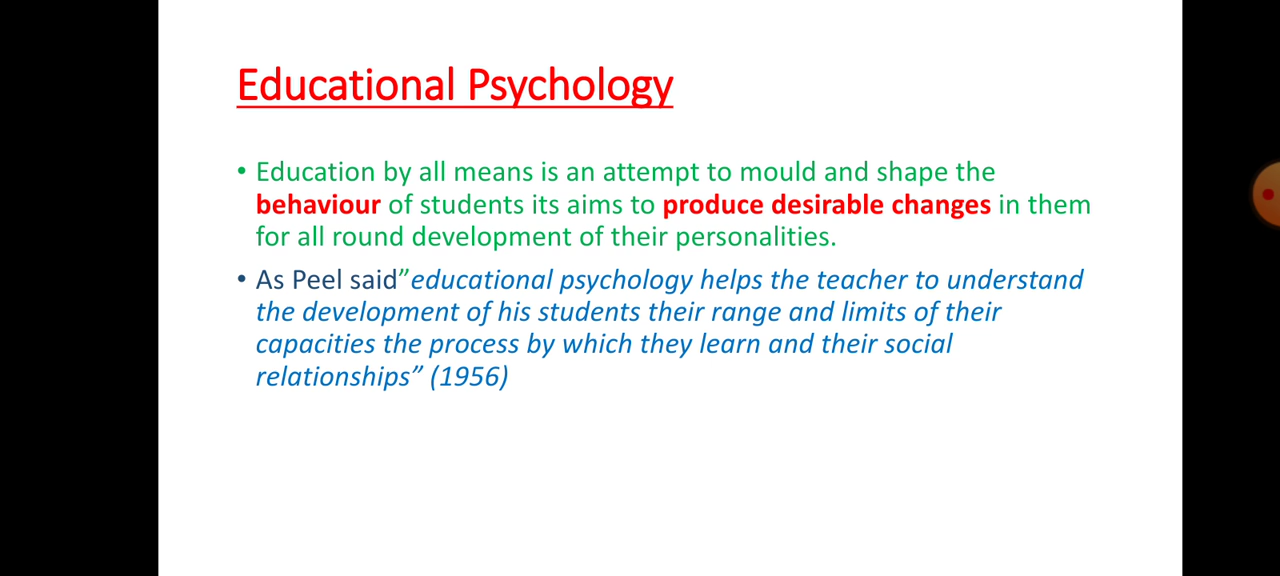 Educational Psychology
• Education by all means is an attempt to mould and shape the
behaviour of students its aims to produce desirable changes in them
for all round development of their personalities.
• As Peel said”educational psychology helps the teacher to understand
the development of his students their range and limits of their
capacities the process by which they learn and their social
relationships” (1956)